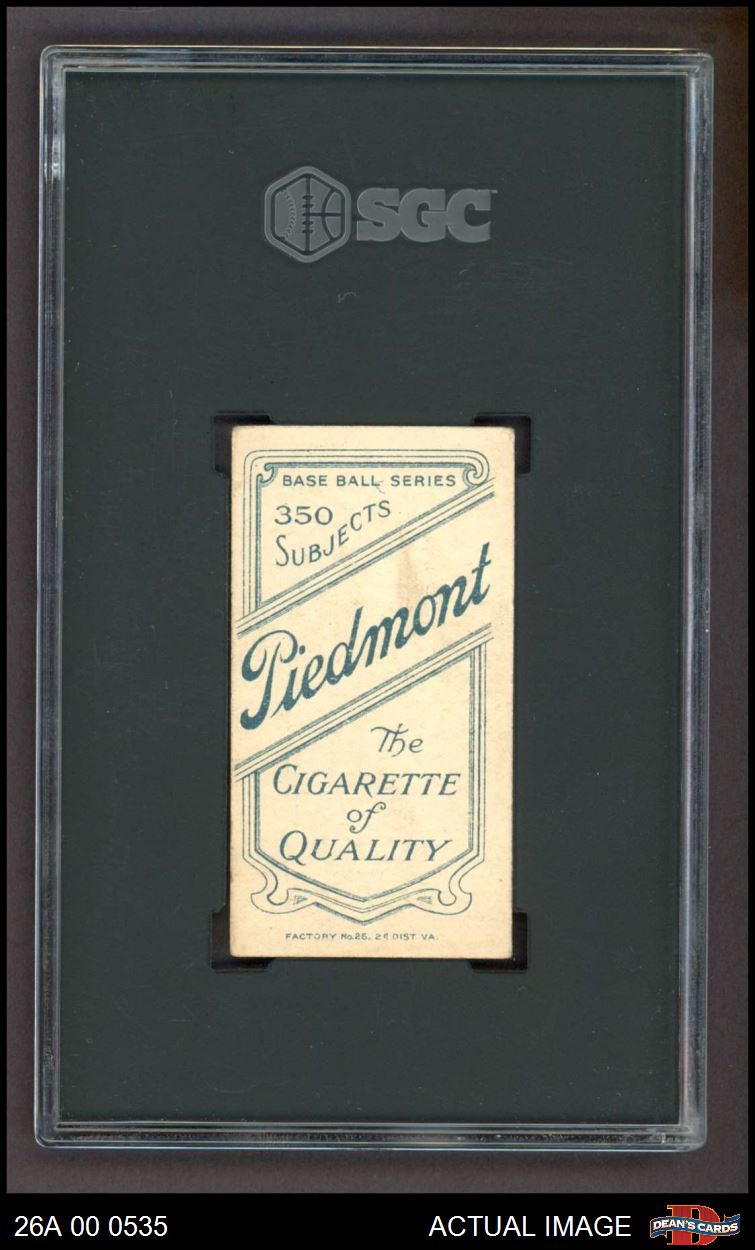 SGC
BASE BALL SERIES
350
SUBJECTS
Piedmont
The
CIGARETTE
of
QUALITY
FACTORY No.25. 2d DIST VA.
26A 00 0535
ACTUAL IMAGE
DEAN'S CARDS